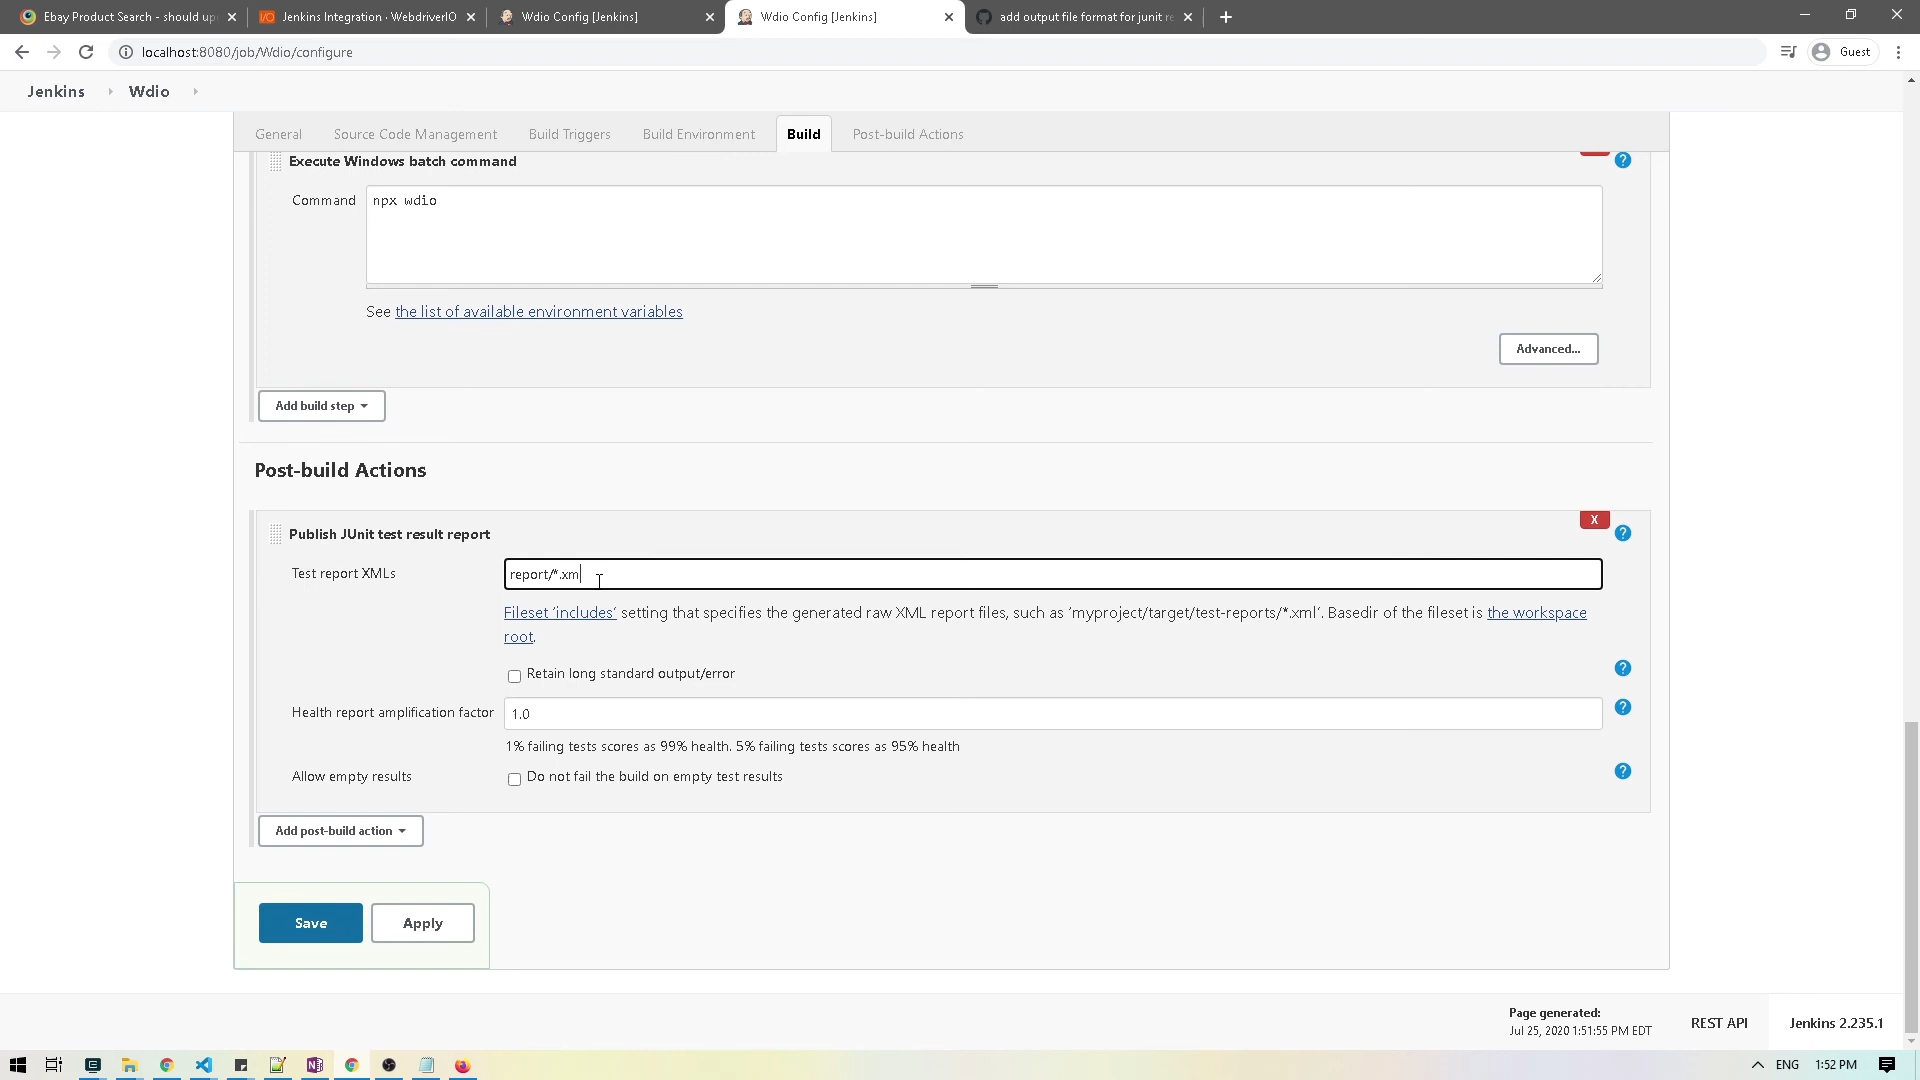 Ebay Product Search - should up
Jenkins Integration · WebdriverIO
Wdio Config [Jenkins]
Wdio Config [Jenkins]
add output file format for junit re
localhost:8080/job/Wdio/configure
Guest
Jenkins
Wdio
General
Source Code Management
Build Triggers
Build Environment
Build
Post-build Actions
Execute Windows batch command
Command
npx wdio
See the list of available environment variables
Advanced...
Add build step
Post-build Actions
X
Publish JUnit test result report
Test report XMLs
report/*.xm
Fileset 'includes' setting that specifies the generated raw XML report files, such as 'myproject/target/test-reports/*.xml'. Basedir of the fileset is the workspace
root.
Retain long standard output/error
Health report amplification factor
1.0
1% failing tests scores as 99% health. 5% failing tests scores as 95% health
Allow empty results
Do not fail the build on empty test results
Add post-build action
Save
Apply
Page generated:
Jul 25, 2020 1:51:55 PM EDT
REST API
Jenkins 2.235.1
ENG
1:52 PM